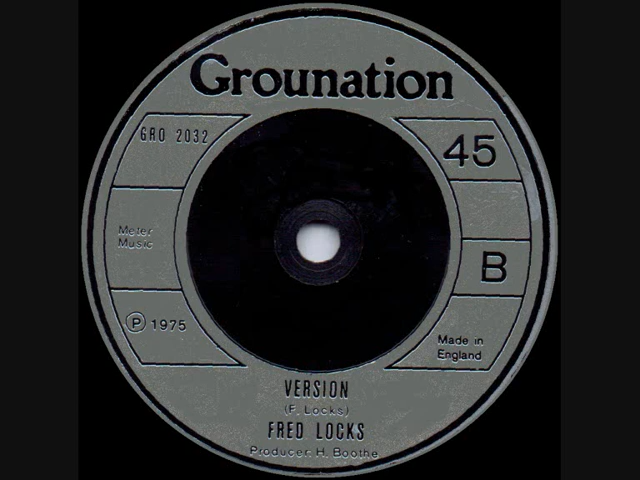 Grounation
GRO 2032
45
Meter
Music
B
Ⓟ 1975
Made in
England
VERSION
(F. Locks)
FRED LOCKS
Producer: H. Boothe